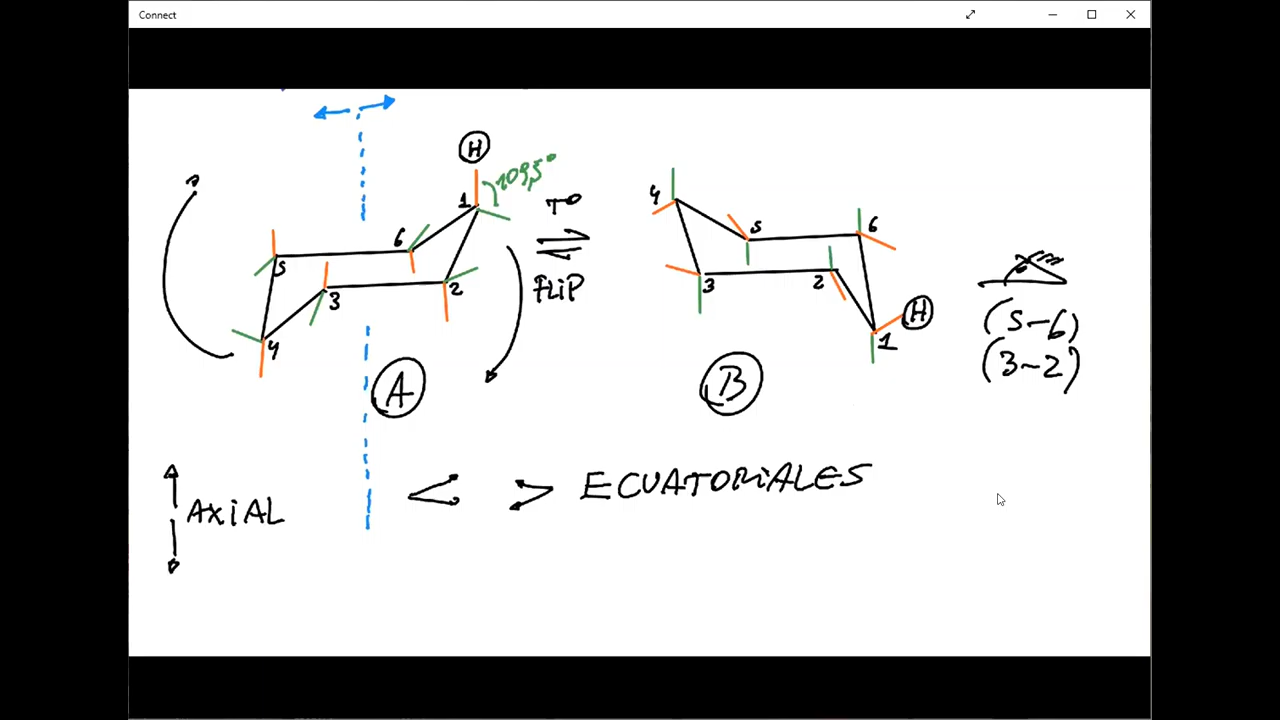 Connect
H
109,5°
1
6
5
3
2
4
T°
FLiP
A
4
5
6
3
2
1
H
B
(5-6)
(3-2)
AXiAL
< > ECUATORiALES